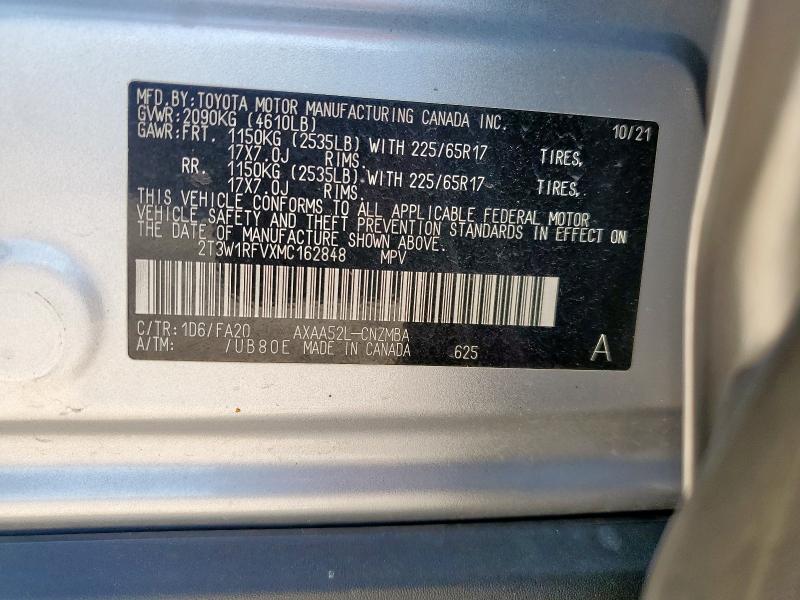 MFD.BY:TOYOTA MOTOR MANUFACTURING CANADA INC.
GVWR:2090KG (4610LB) 10/21
GAWR:FRT. 1150KG (2535LB) WITH 225/65R17 TIRES,
17X7.0J RIMS.
RR. 1150KG (2535LB) WITH 225/65R17 TIRES,
17X7.0J RIMS.
THIS VEHICLE CONFORMS TO ALL APPLICABLE FEDERAL MOTOR
VEHICLE SAFETY AND THEFT PREVENTION STANDARDS IN EFFECT ON
THE DATE OF MANUFACTURE SHOWN ABOVE.
2T3W1RFVXMC162848 MPV
C/TR:1D6/FA20 AXAA52L-CNZMBA
A/TM: /UB80E MADE IN CANADA 625 A